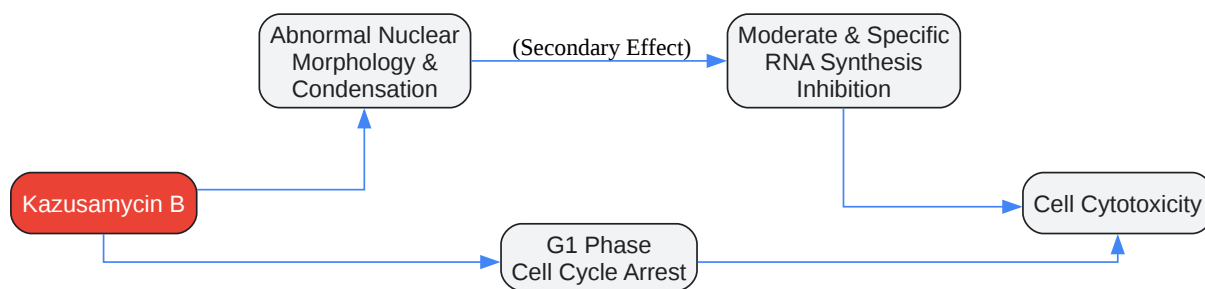 Abnormal Nuclear
Morphology &
Condensation
(Secondary Effect)
Moderate & Specific
RNA Synthesis
Inhibition
Kazusamycin B
Cell Cytotoxicity
G1 Phase
Cell Cycle Arrest